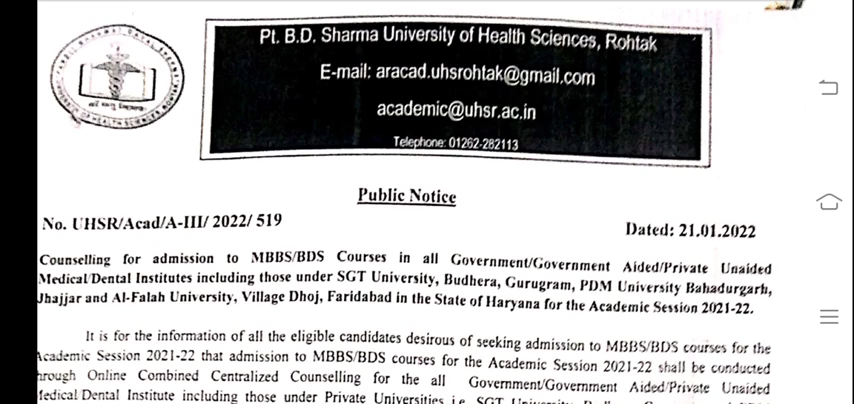 Pt. B.D. Sharma University of Health Sciences, Rohtak
E-mail: aracad.uhsrohtak@gmail.com
academic@uhsr.ac.in
Telephone: 01262-282113
Public Notice
No. UHSR/Acad/A-III/ 2022/ 519
Dated: 21.01.2022
Counselling for admission to MBBS/BDS Courses in all Government/Government Aided/Private Unaided
Medical/Dental Institutes including those under SGT University, Budhera, Gurugram, PDM University Bahadurgarh,
Jhajjar and Al-Falah University, Village Dhoj, Faridabad in the State of Haryana for the Academic Session 2021-22.
It is for the information of all the eligible candidates desirous of seeking admission to MBBS/BDS courses for the
Academic Session 2021-22 that admission to MBBS/BDS courses for the Academic Session 2021-22 shall be conducted
hrough Online Combined Centralized Counselling for the all Government/Government Aided/Private Unaided
Medical/Dental Institute including those under Private Universities i.e. SGT